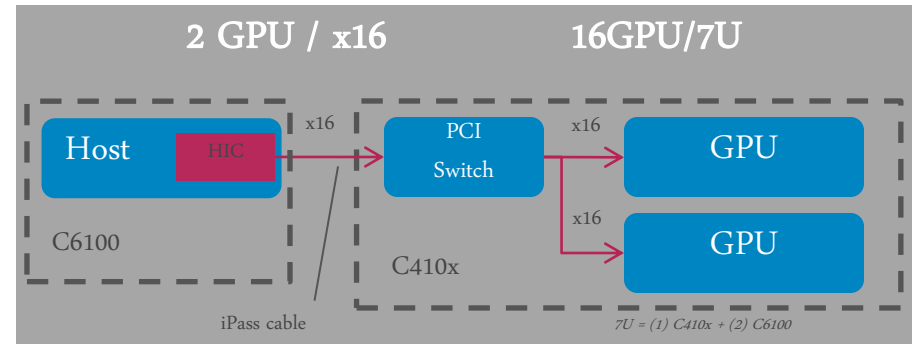 2 GPU / x16
16GPU/7U
Host
HIC
C6100
x16
iPass cable
PCI
Switch
C410x
x16
GPU
x16
GPU
7U = (1) C410x + (2) C6100